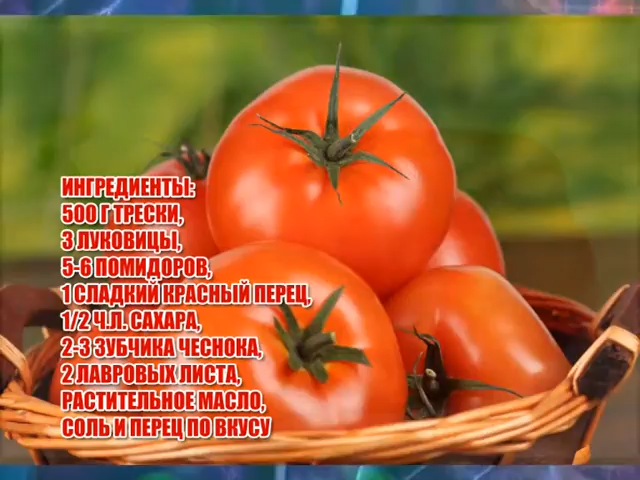 ИНГРЕДИЕНТЫ:
500 Г ТРЕСКИ,
3 ЛУКОВИЦЫ,
5-6 ПОМИДОРОВ,
1 СЛАДКИЙ КРАСНЫЙ ПЕРЕЦ,
1/2 Ч.Л. САХАРА,
2-3 ЗУБЧИКА ЧЕСНОКА,
2 ЛАВРОВЫХ ЛИСТА,
РАСТИТЕЛЬНОЕ МАСЛО,
СОЛЬ И ПЕРЕЦ ПО ВКУСУ